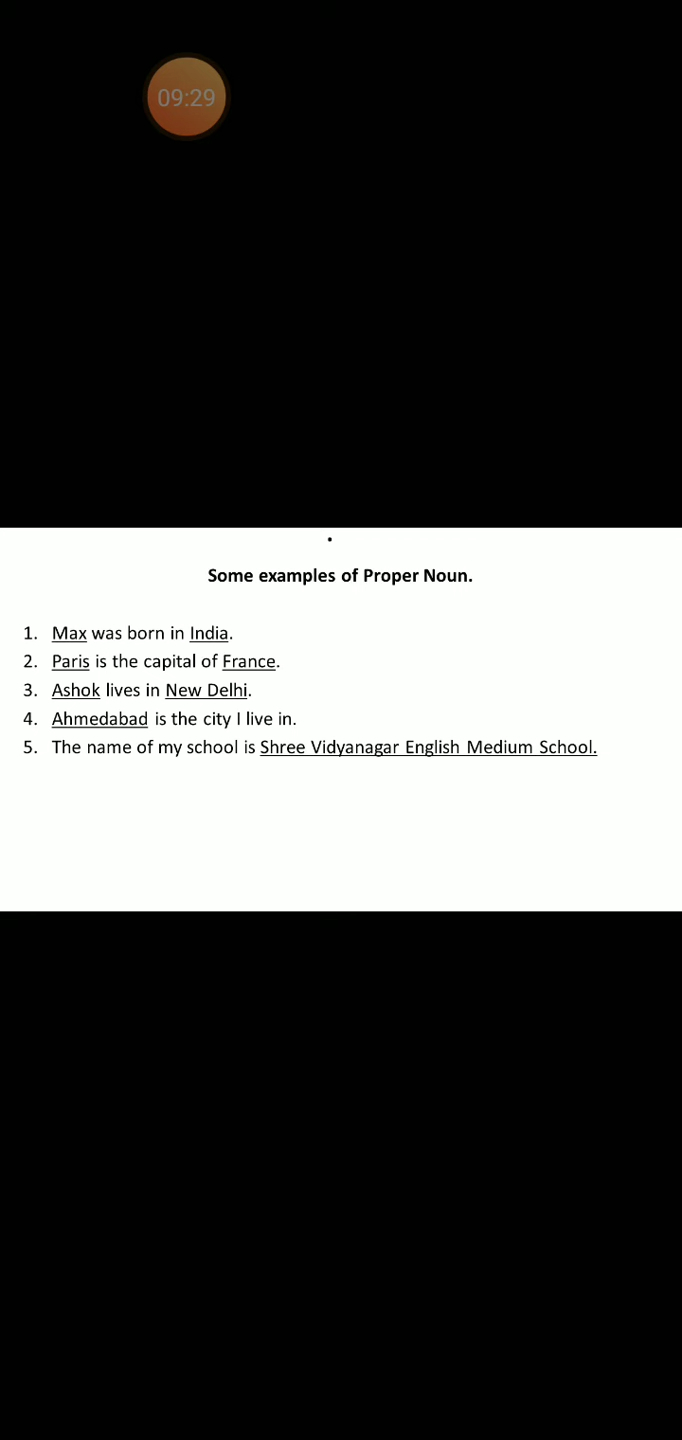 09:29
Some examples of Proper Noun.
1. Max was born in India.
2. Paris is the capital of France.
3. Ashok lives in New Delhi.
4. Ahmedabad is the city I live in.
5. The name of my school is Shree Vidyanagar English Medium School.